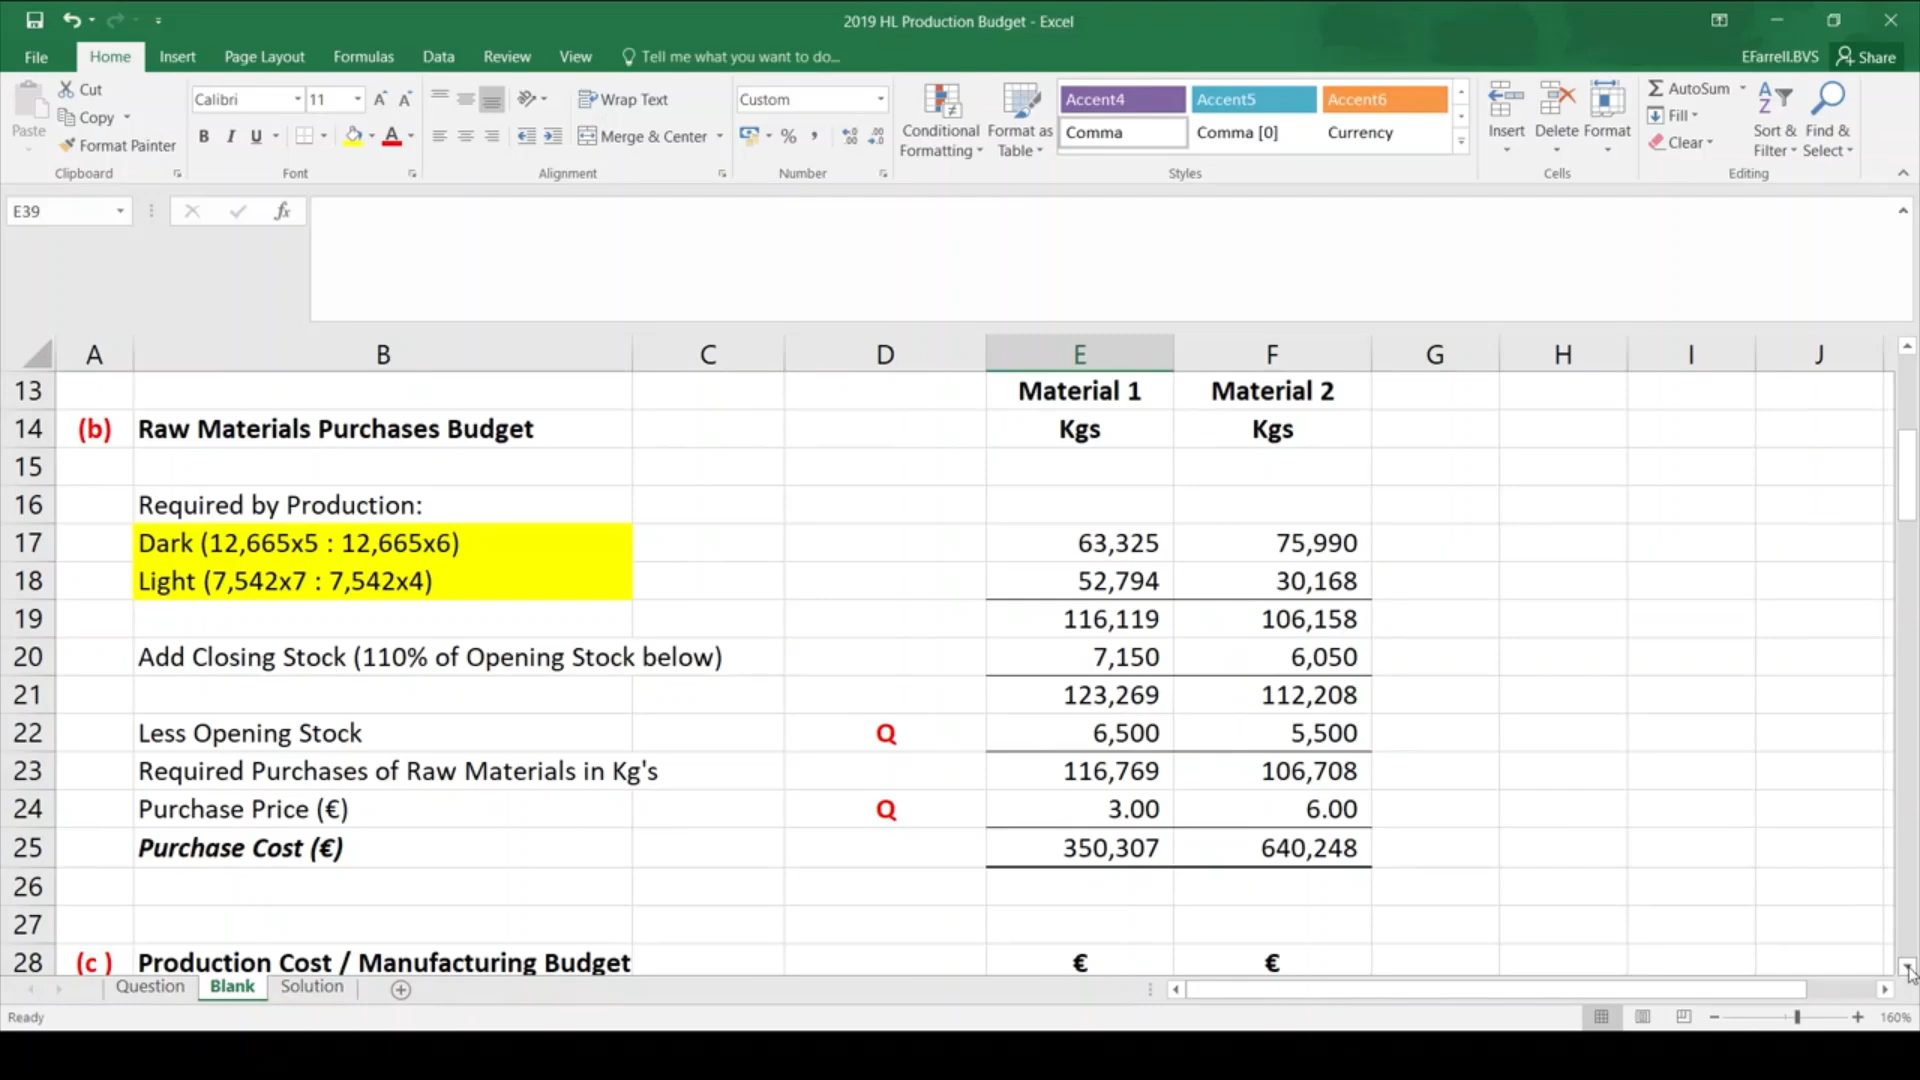 2019 HL Production Budget - Excel
File Home Insert Page Layout Formulas Data Review View Tell me what you want to do... EFarrell.BVS Share
Paste Cut Calibri 11 A A Wrap Text Custom Accent4 Accent5 Accent6 AutoSum
Copy Conditional Formatting Format as Table Insert Delete Format Fill Sort & Filter Find & Select
Format Painter B I U A Merge & Center % , Comma Comma [0] Currency Clear
Clipboard Font Alignment Number Styles Cells Editing
E39 fx
A B C D E F G H I J
13 Material 1 Material 2
14 (b) Raw Materials Purchases Budget Kgs Kgs
15
16 Required by Production:
17 Dark (12,665x5 : 12,665x6) 63,325 75,990
18 Light (7,542x7 : 7,542x4) 52,794 30,168
19 116,119 106,158
20 Add Closing Stock (110% of Opening Stock below) 7,150 6,050
21 123,269 112,208
22 Less Opening Stock Q 6,500 5,500
23 Required Purchases of Raw Materials in Kg's 116,769 106,708
24 Purchase Price (€) Q 3.00 6.00
25 Purchase Cost (€) 350,307 640,248
26
27
28 (c ) Production Cost / Manufacturing Budget € €
Question Blank Solution
Ready 160%